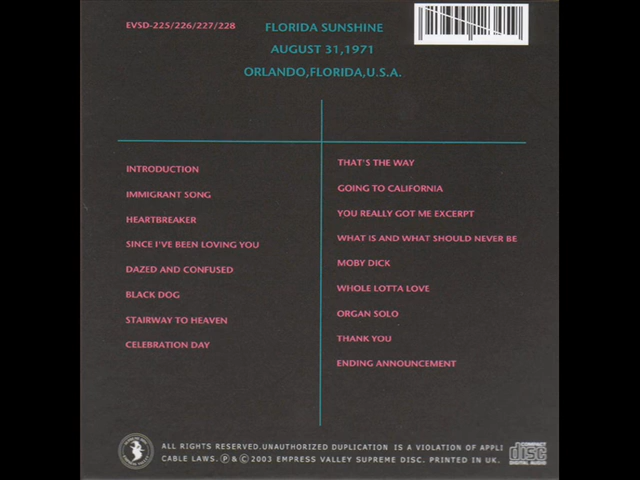 EVSD-225/226/227/228
FLORIDA SUNSHINE
AUGUST 31,1971
ORLANDO,FLORIDA,U.S.A.
INTRODUCTION
IMMIGRANT SONG
HEARTBREAKER
SINCE I'VE BEEN LOVING YOU
DAZED AND CONFUSED
BLACK DOG
STAIRWAY TO HEAVEN
CELEBRATION DAY
THAT'S THE WAY
GOING TO CALIFORNIA
YOU REALLY GOT ME EXCERPT
WHAT IS AND WHAT SHOULD NEVER BE
MOBY DICK
WHOLE LOTTA LOVE
ORGAN SOLO
THANK YOU
ENDING ANNOUNCEMENT
ALL RIGHTS RESERVED.UNAUTHORIZED DUPLICATION IS A VIOLATION OF APPLI
CABLE LAWS. Ⓟ & © 2003 EMPRESS VALLEY SUPREME DISC. PRINTED IN UK.
COMPACT
disc
DIGITAL AUDIO